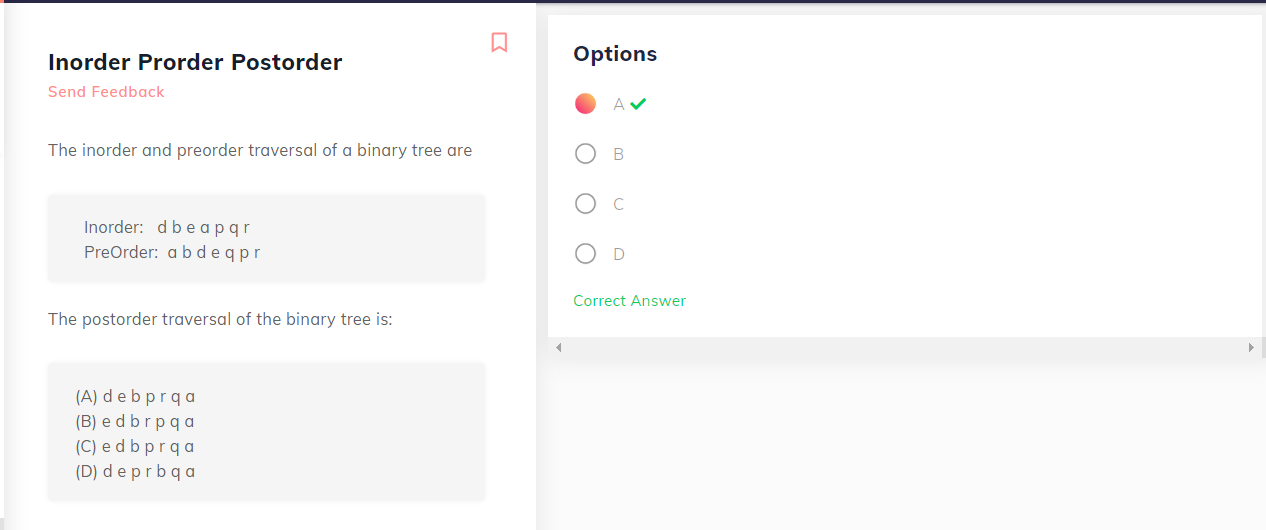 Inorder Prorder Postorder
Send Feedback
The inorder and preorder traversal of a binary tree are
Inorder: d b e a p q r
PreOrder: a b d e q p r
The postorder traversal of the binary tree is:
(A) d e b p r q a
(B) e d b r p q a
(C) e d b p r q a
(D) d e p r b q a
Options
A
B
C
D
Correct Answer